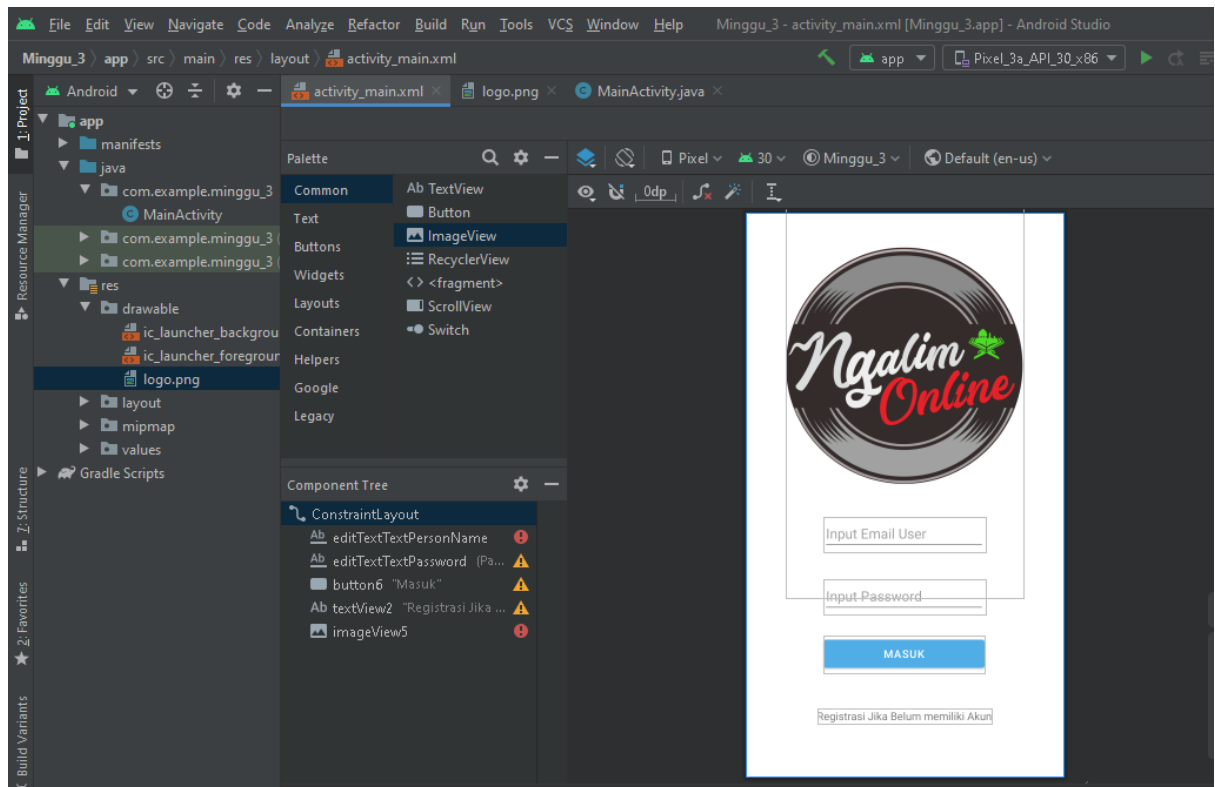 File Edit View Navigate Code Analyze Refactor Build Run Tools VCS Window Help Minggu_3 - activity_main.xml [Minggu_3.app] - Android Studio
Minggu_3 〉 app 〉 src 〉 main 〉 res 〉 layout 〉 activity_main.xml
app
Pixel_3a_API_30_x86
1: Project
Resource Manager
7: Structure
2: Favorites
Build Variants
Android
activity_main.xml
logo.png
MainActivity.java
app
manifests
java
com.example.minggu_3
MainActivity
com.example.minggu_3 (
com.example.minggu_3 (
res
drawable
ic_launcher_backgrou
ic_launcher_foregroun
logo.png
layout
mipmap
values
Gradle Scripts
Palette
Common
Text
Buttons
Widgets
Layouts
Containers
Helpers
Google
Legacy
Ab TextView
Button
ImageView
RecyclerView
<> <fragment>
ScrollView
Switch
Component Tree
ConstraintLayout
Ab editTextTextPersonName
Ab editTextTextPassword (Pa...
button6 "Masuk"
Ab textView2 "Registrasi Jika ...
imageView5
Pixel
30
Minggu_3
Default (en-us)
0dp
Ngalim
Online
Input Email User
Input Password
MASUK
Registrasi Jika Belum memiliki Akun